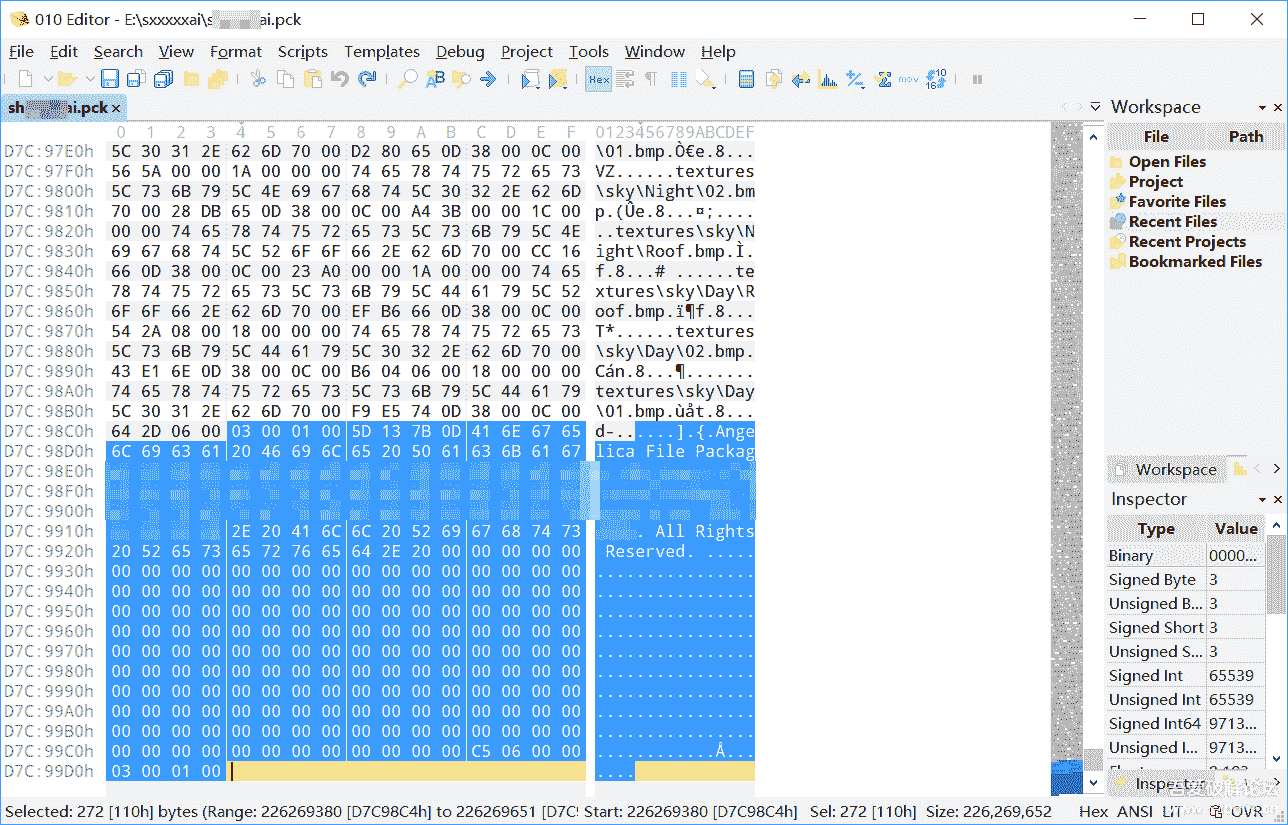 010 Editor - E:\sxxxxxai\s ai.pck
File Edit Search View Format Scripts Templates Debug Project Tools Window Help
sh ai.pck ×
Workspace
0 1 2 3 4 5 6 7 8 9 A B C D E F 0123456789ABCDEF
File Path
D7C:97E0h 5C 30 31 2E 62 6D 70 00 D2 80 65 0D 38 00 0C 00 \01.bmp.Ò€e.8...
D7C:97F0h 56 5A 00 00 1A 00 00 00 74 65 78 74 75 72 65 73 VZ......textures
D7C:9800h 5C 73 6B 79 5C 4E 69 67 68 74 5C 30 32 2E 62 6D \sky\Night\02.bm
D7C:9810h 70 00 28 DB 65 0D 38 00 0C 00 A4 3B 00 00 1C 00 p.(Ûe.8...¤;....
D7C:9820h 00 00 74 65 78 74 75 72 65 73 5C 73 6B 79 5C 4E ..textures\sky\N
D7C:9830h 69 67 68 74 5C 52 6F 6F 66 2E 62 6D 70 00 CC 16 ight\Roof.bmp.Ì.
D7C:9840h 66 0D 38 00 0C 00 23 A0 00 00 1A 00 00 00 74 65 f.8...# ......te
D7C:9850h 78 74 75 72 65 73 5C 73 6B 79 5C 44 61 79 5C 52 xtures\sky\Day\R
D7C:9860h 6F 6F 66 2E 62 6D 70 00 EF B6 66 0D 38 00 0C 00 oof.bmp.ï¶f.8...
D7C:9870h 54 2A 08 00 18 00 00 00 74 65 78 74 75 72 65 73 T*......textures
D7C:9880h 5C 73 6B 79 5C 44 61 79 5C 30 32 2E 62 6D 70 00 \sky\Day\02.bmp.
D7C:9890h 43 E1 6E 0D 38 00 0C 00 B6 04 06 00 18 00 00 00 Cán.8...¶.......
D7C:98A0h 74 65 78 74 75 72 65 73 5C 73 6B 79 5C 44 61 79 textures\sky\Day
D7C:98B0h 5C 30 31 2E 62 6D 70 00 F9 E5 74 0D 38 00 0C 00 \01.bmp.ùåt.8...
D7C:98C0h 64 2D 06 00 03 00 01 00 5D 13 7B 0D 41 6E 67 65 d-......].{.Ange
D7C:98D0h 6C 69 63 61 20 46 69 6C 65 20 50 61 63 6B 61 67 lica File Packag
D7C:98E0h
D7C:98F0h
D7C:9900h
D7C:9910h 2E 20 41 6C 6C 20 52 69 67 68 74 73 . All Rights
D7C:9920h 20 52 65 73 65 72 76 65 64 2E 20 00 00 00 00 00 Reserved. .....
D7C:9930h 00 00 00 00 00 00 00 00 00 00 00 00 00 00 00 00 ................
D7C:9940h 00 00 00 00 00 00 00 00 00 00 00 00 00 00 00 00 ................
D7C:9950h 00 00 00 00 00 00 00 00 00 00 00 00 00 00 00 00 ................
D7C:9960h 00 00 00 00 00 00 00 00 00 00 00 00 00 00 00 00 ................
D7C:9970h 00 00 00 00 00 00 00 00 00 00 00 00 00 00 00 00 ................
D7C:9980h 00 00 00 00 00 00 00 00 00 00 00 00 00 00 00 00 ................
D7C:9990h 00 00 00 00 00 00 00 00 00 00 00 00 00 00 00 00 ................
D7C:99A0h 00 00 00 00 00 00 00 00 00 00 00 00 00 00 00 00 ................
D7C:99B0h 00 00 00 00 00 00 00 00 00 00 00 00 00 00 00 00 ................
D7C:99C0h 00 00 00 00 00 00 00 00 00 00 00 00 C5 06 00 00 ............Å...
D7C:99D0h 03 00 01 00 ....
Open Files
Project
Favorite Files
Recent Files
Recent Projects
Bookmarked Files
Workspace
Inspector
Type Value
Binary 0000...
Signed Byte 3
Unsigned B... 3
Signed Short 3
Unsigned S... 3
Signed Int 65539
Unsigned Int 65539
Signed Int64 9713...
Unsigned I... 9713...
Inspector
Selected: 272 [110h] bytes (Range: 226269380 [D7C98C4h] to 226269651 [D7C9 Start: 226269380 [D7C98C4h] Sel: 272 [110h] Size: 226,269,652 Hex ANSI LIT OVR